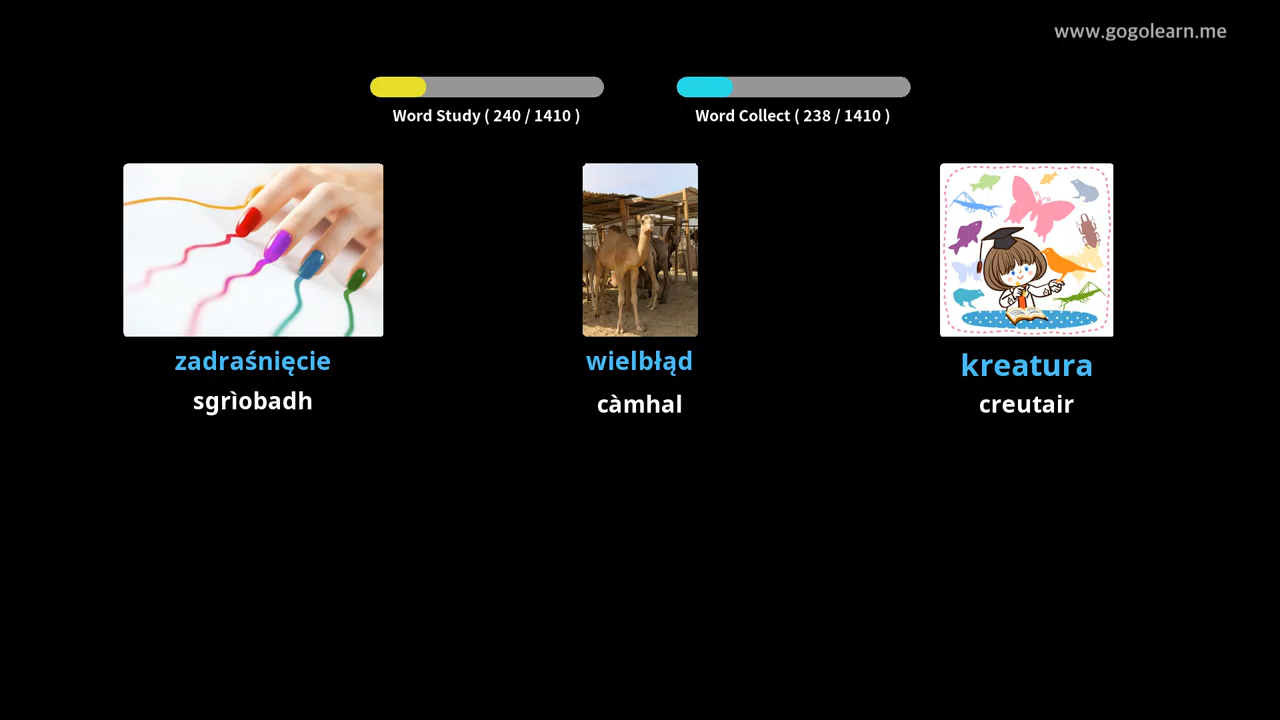 www.gogolearn.me
Word Study ( 240 / 1410 )
Word Collect ( 238 / 1410 )
zadraśnięcie
wielbłąd
kreatura
sgrìobadh
càmhal
creutair